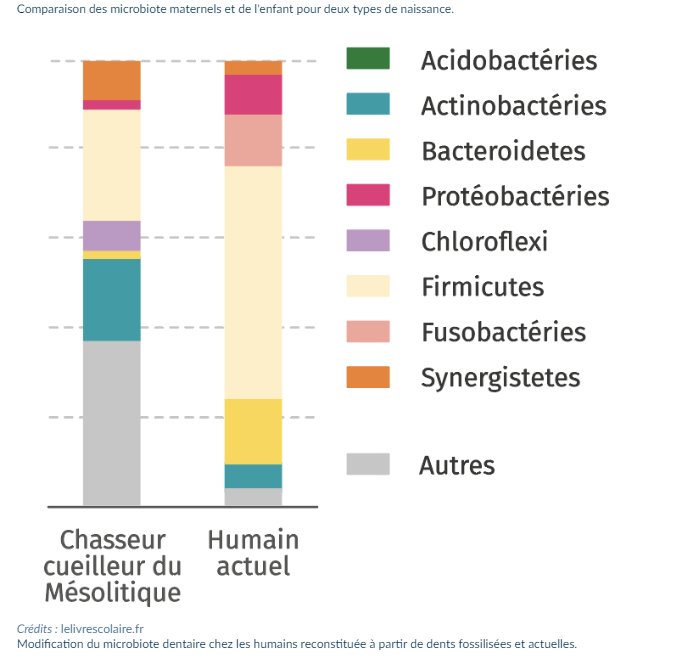 Comparaison des microbiote maternels et de l'enfant pour deux types de naissance.
Acidobactéries
Actinobactéries
Bacteroidetes
Protéobactéries
Chloroflexi
Firmicutes
Fusobactéries
Synergistetes
Autres
Chasseur
cueilleur du
Mésolitique
Humain
actuel
Crédits : lelivrescolaire.fr
Modification du microbiote dentaire chez les humains reconstituée à partir de dents fossilisées et actuelles.